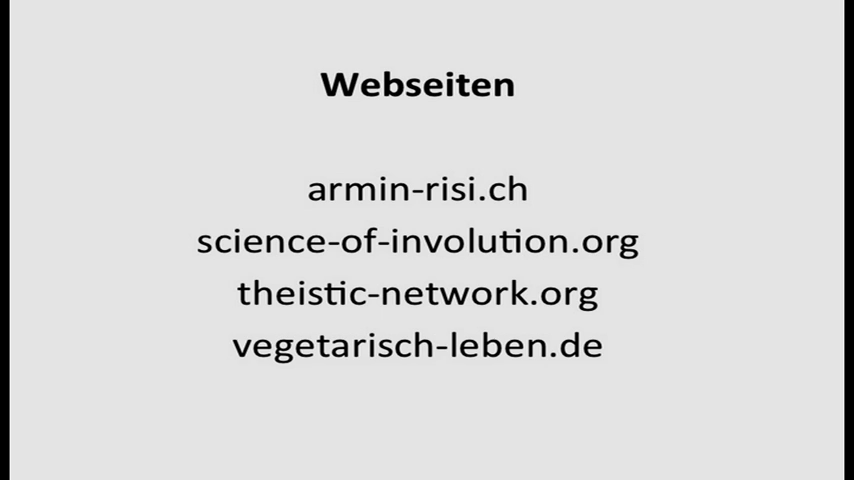 Webseiten
armin-risi.ch
science-of-involution.org
theistic-network.org
vegetarisch-leben.de